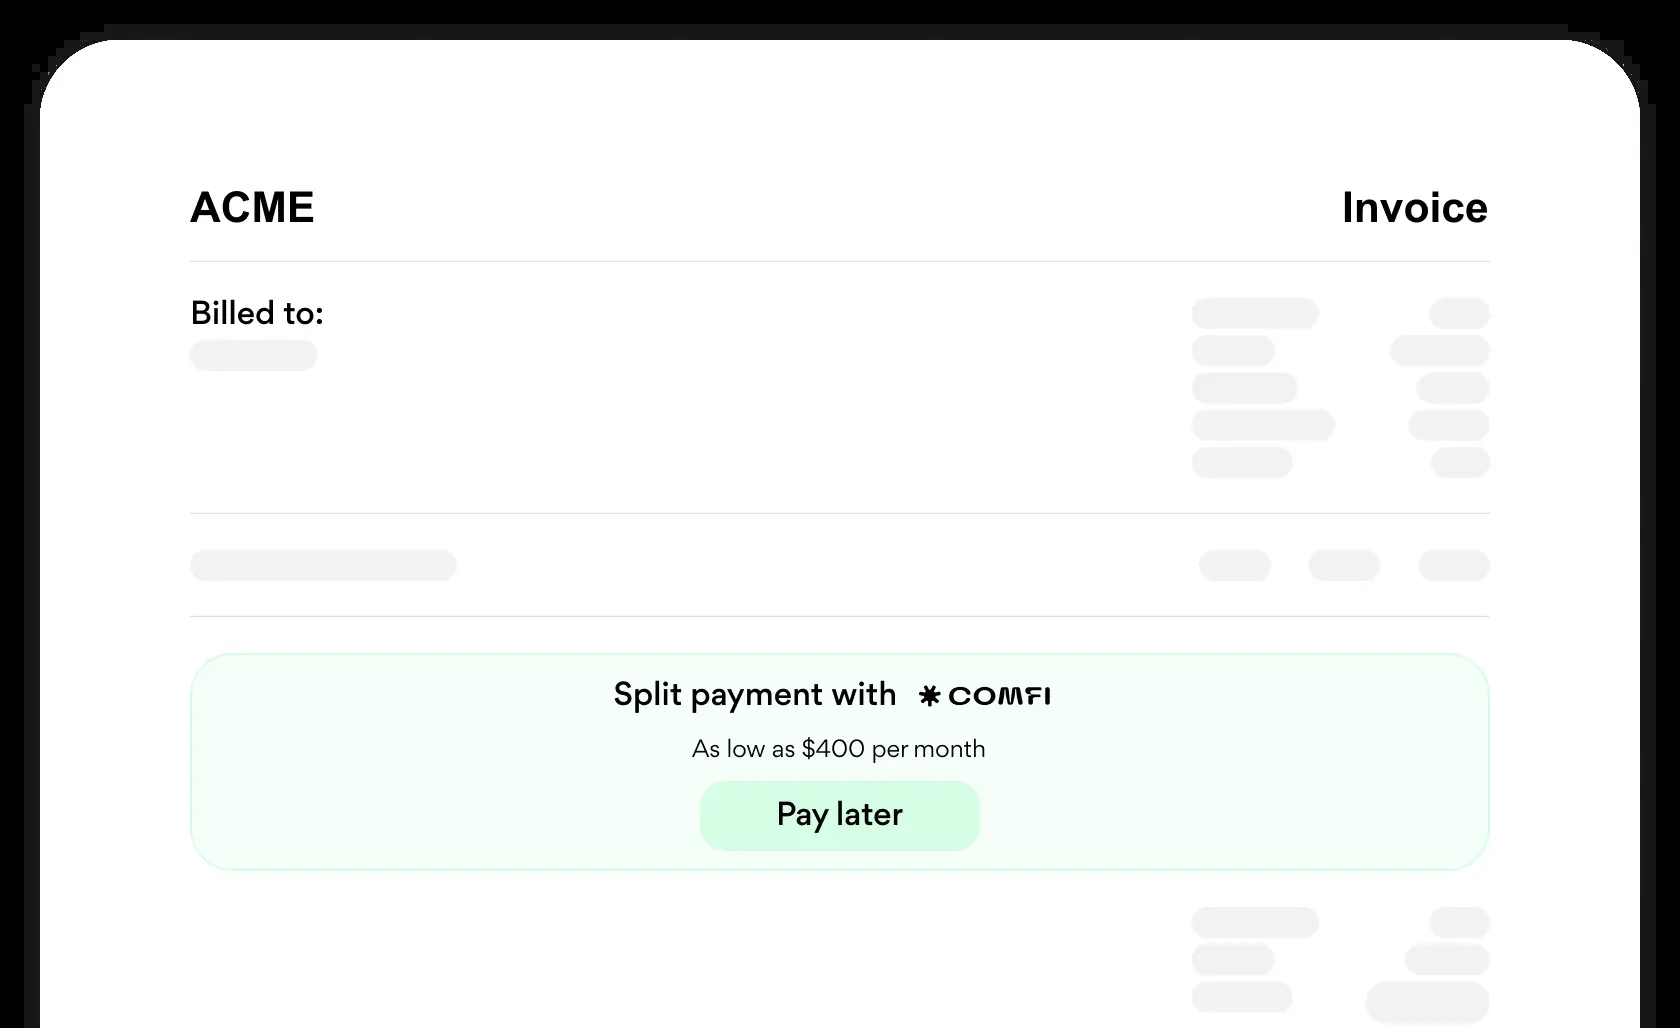 ACME
Invoice
Billed to:
Split payment with COMFI
As low as $400 per month
Pay later